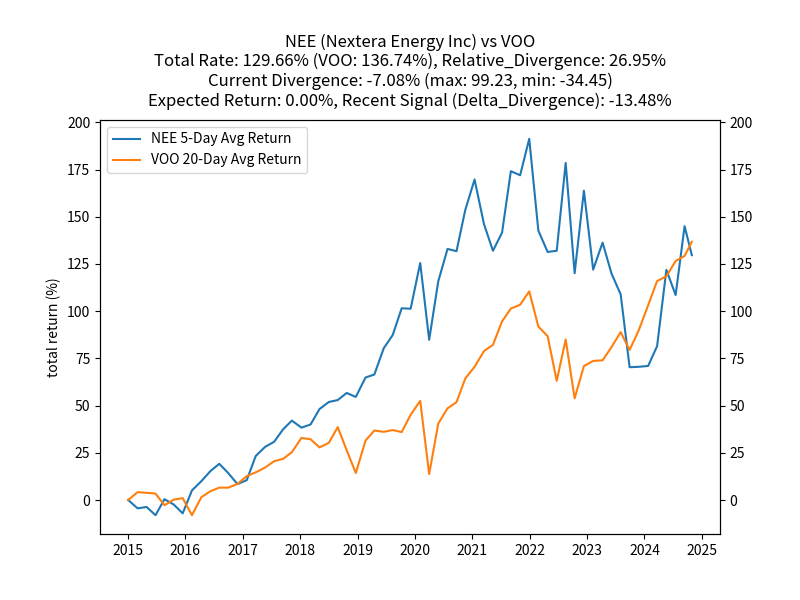 NEE (Nextera Energy Inc) vs VOO
Total Rate: 129.66% (VOO: 136.74%), Relative_Divergence: 26.95%
Current Divergence: -7.08% (max: 99.23, min: -34.45)
Expected Return: 0.00%, Recent Signal (Delta_Divergence): -13.48%
NEE 5-Day Avg Return
VOO 20-Day Avg Return
total return (%)
200
175
150
125
100
75
50
25
0
200
175
150
125
100
75
50
25
0
2015 2016 2017 2018 2019 2020 2021 2022 2023 2024 2025